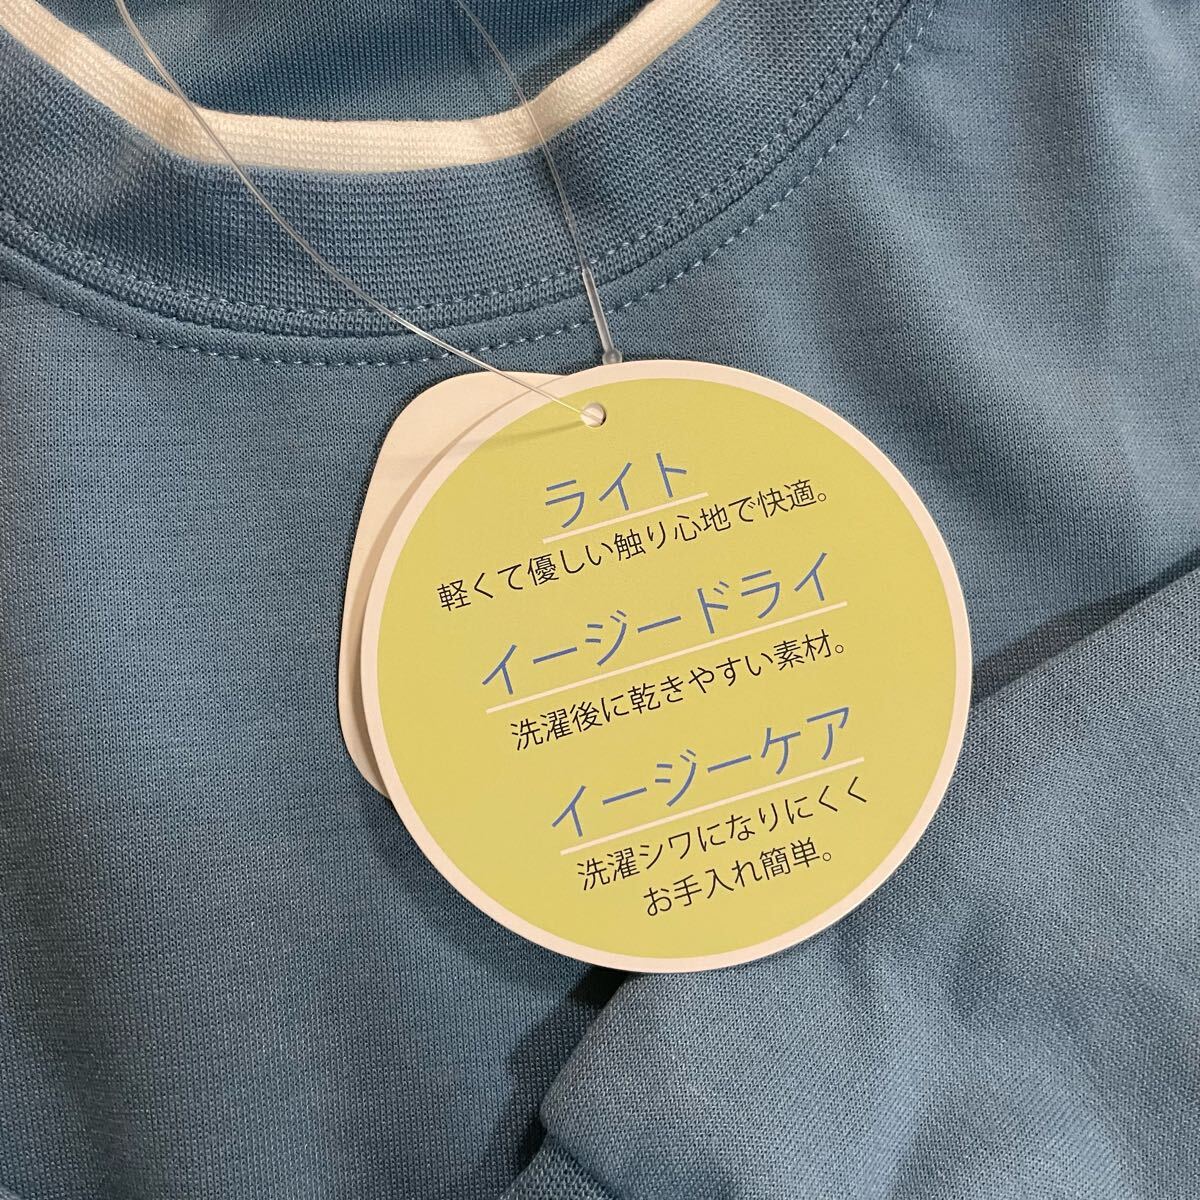 ライト
軽くて優しい触り心地で快適。
イージードライ
洗濯後に乾きやすい素材。
イージーケア
洗濯シワになりにくく
お手入れ簡単。